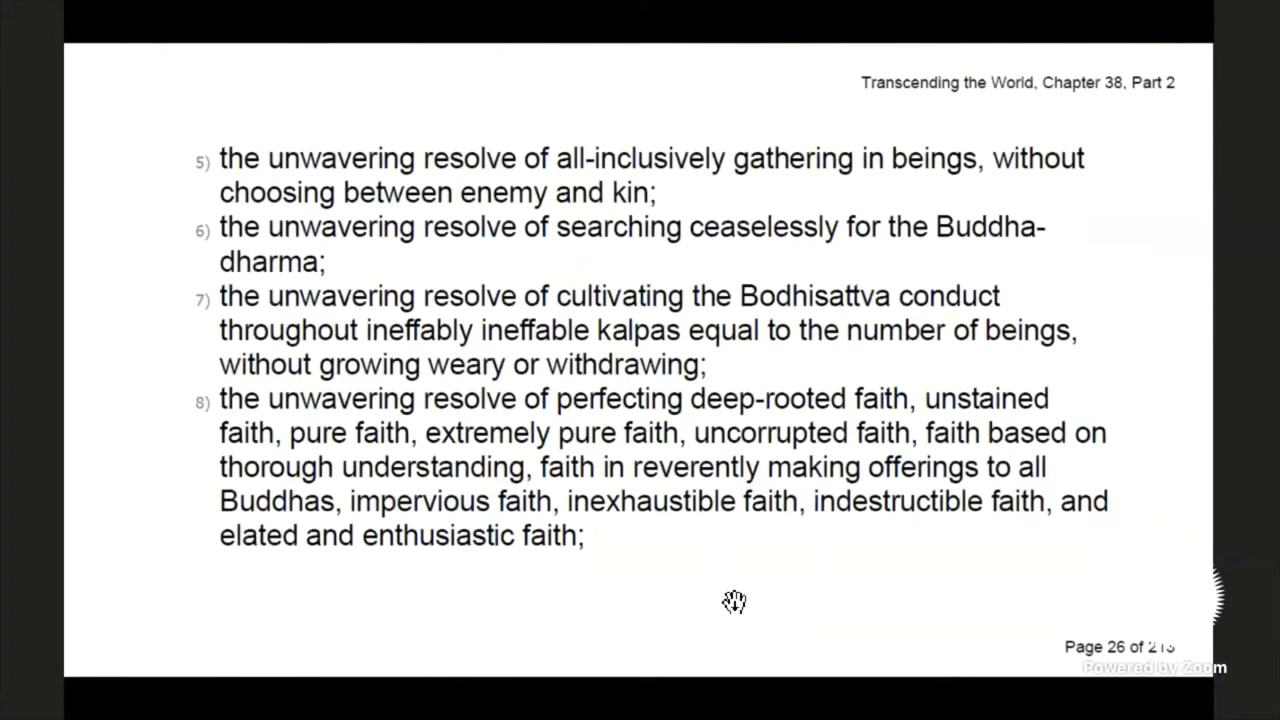 Transcending the World, Chapter 38, Part 2
5) the unwavering resolve of all-inclusively gathering in beings, without
choosing between enemy and kin;
6) the unwavering resolve of searching ceaselessly for the Buddha-
dharma;
7) the unwavering resolve of cultivating the Bodhisattva conduct
throughout ineffably ineffable kalpas equal to the number of beings,
without growing weary or withdrawing;
8) the unwavering resolve of perfecting deep-rooted faith, unstained
faith, pure faith, extremely pure faith, uncorrupted faith, faith based on
thorough understanding, faith in reverently making offerings to all
Buddhas, impervious faith, inexhaustible faith, indestructible faith, and
elated and enthusiastic faith;
Page 26 of
Powered by Zoom